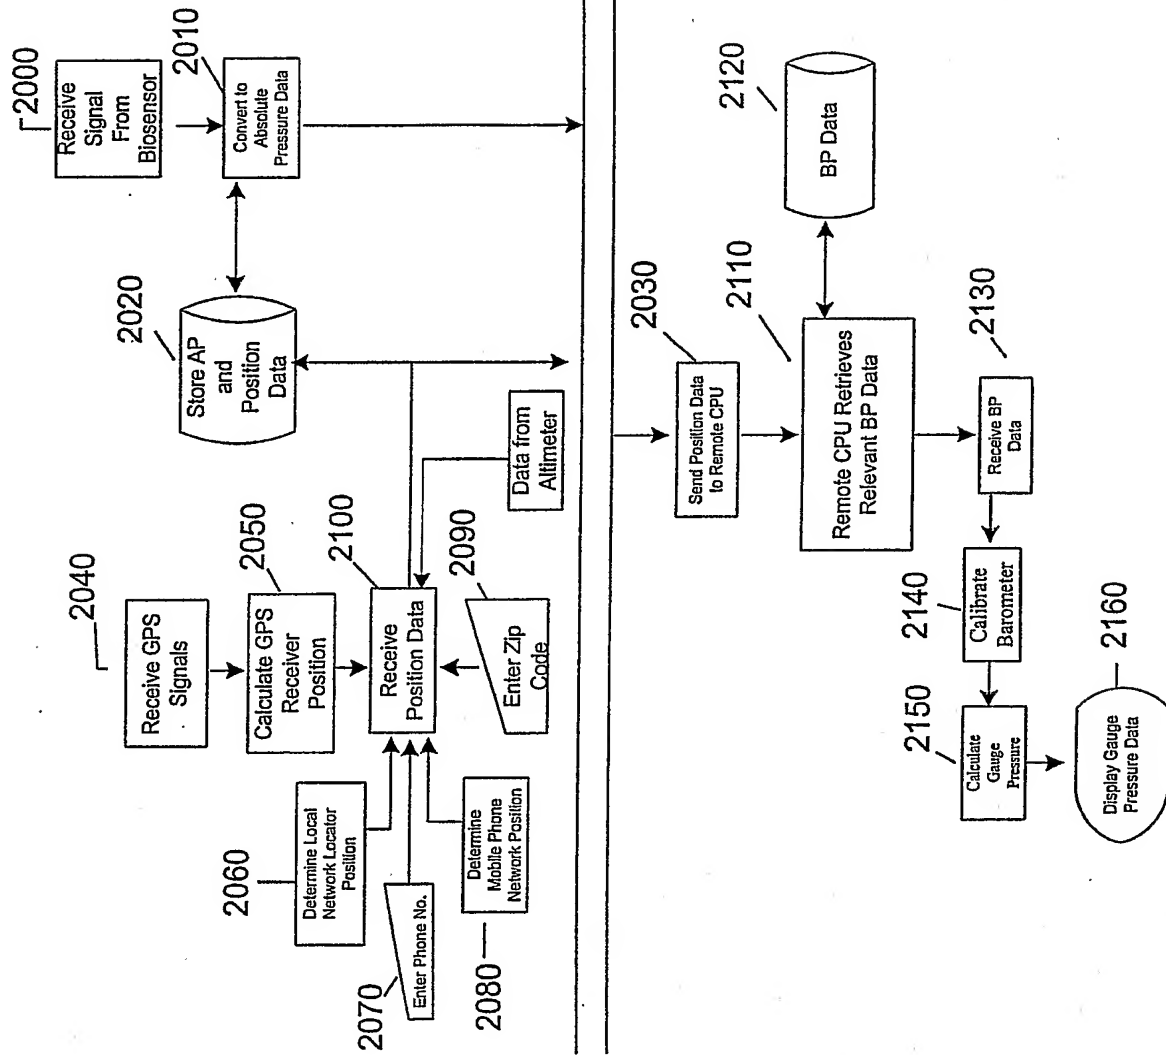 2000
Receive
Signal
From
Biosensor
2010
Convert to
Absolute
Pressure Data
2020
Store AP
and
Position
Data
2040
Receive GPS
Signals
2050
Calculate GPS
Receiver
Position
2060
Determine Local
Network Locator
Position
2070
Enter Phone No.
2080
Determine
Mobile Phone
Network Position
2090
Enter Zip
Code
2100
Receive
Position Data
Data from
Altimeter
2030
Send Position Data
to Remote CPU
2110
Remote CPU Retrieves
Relevant BP Data
2120
BP Data
2130
Receive BP
Data
2140
Calibrate
Barometer
2150
Calculate
Gauge
Pressure
2160
Display Gauge
Pressure Data